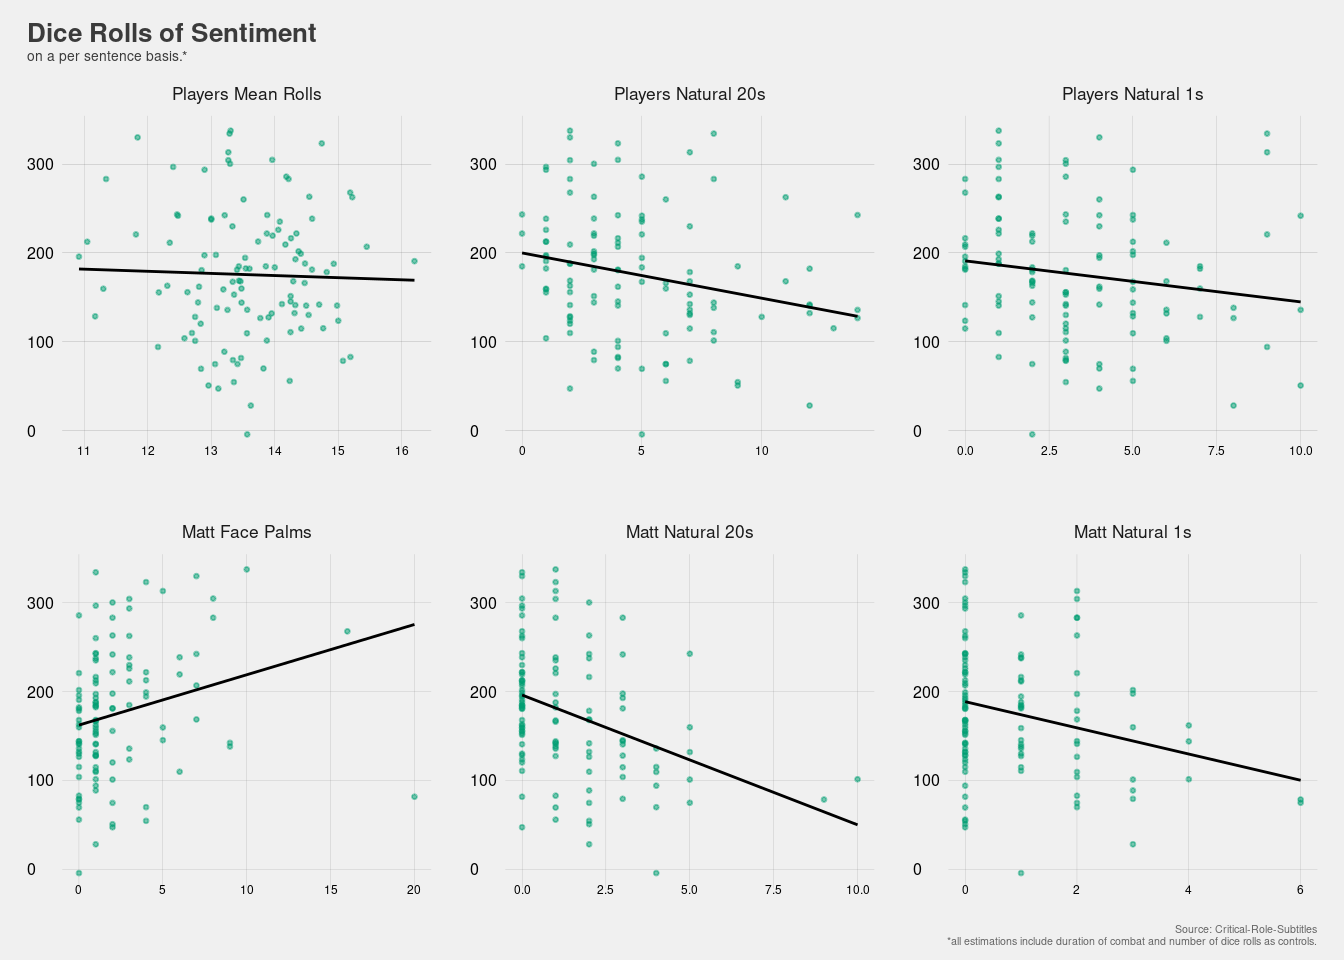 Dice Rolls of Sentiment
on a per sentence basis.*
Players Mean Rolls
Players Natural 20s
Players Natural 1s
300
200
100
0
11 12 13 14 15 16
300
200
100
0
0 5 10
300
200
100
0
0.0 2.5 5.0 7.5 10.0
Matt Face Palms
Matt Natural 20s
Matt Natural 1s
300
200
100
0
0 5 10 15 20
300
200
100
0
0.0 2.5 5.0 7.5 10.0
300
200
100
0
0 2 4 6
Source: Critical-Role-Subtitles
*all estimations include duration of combat and number of dice rolls as controls.